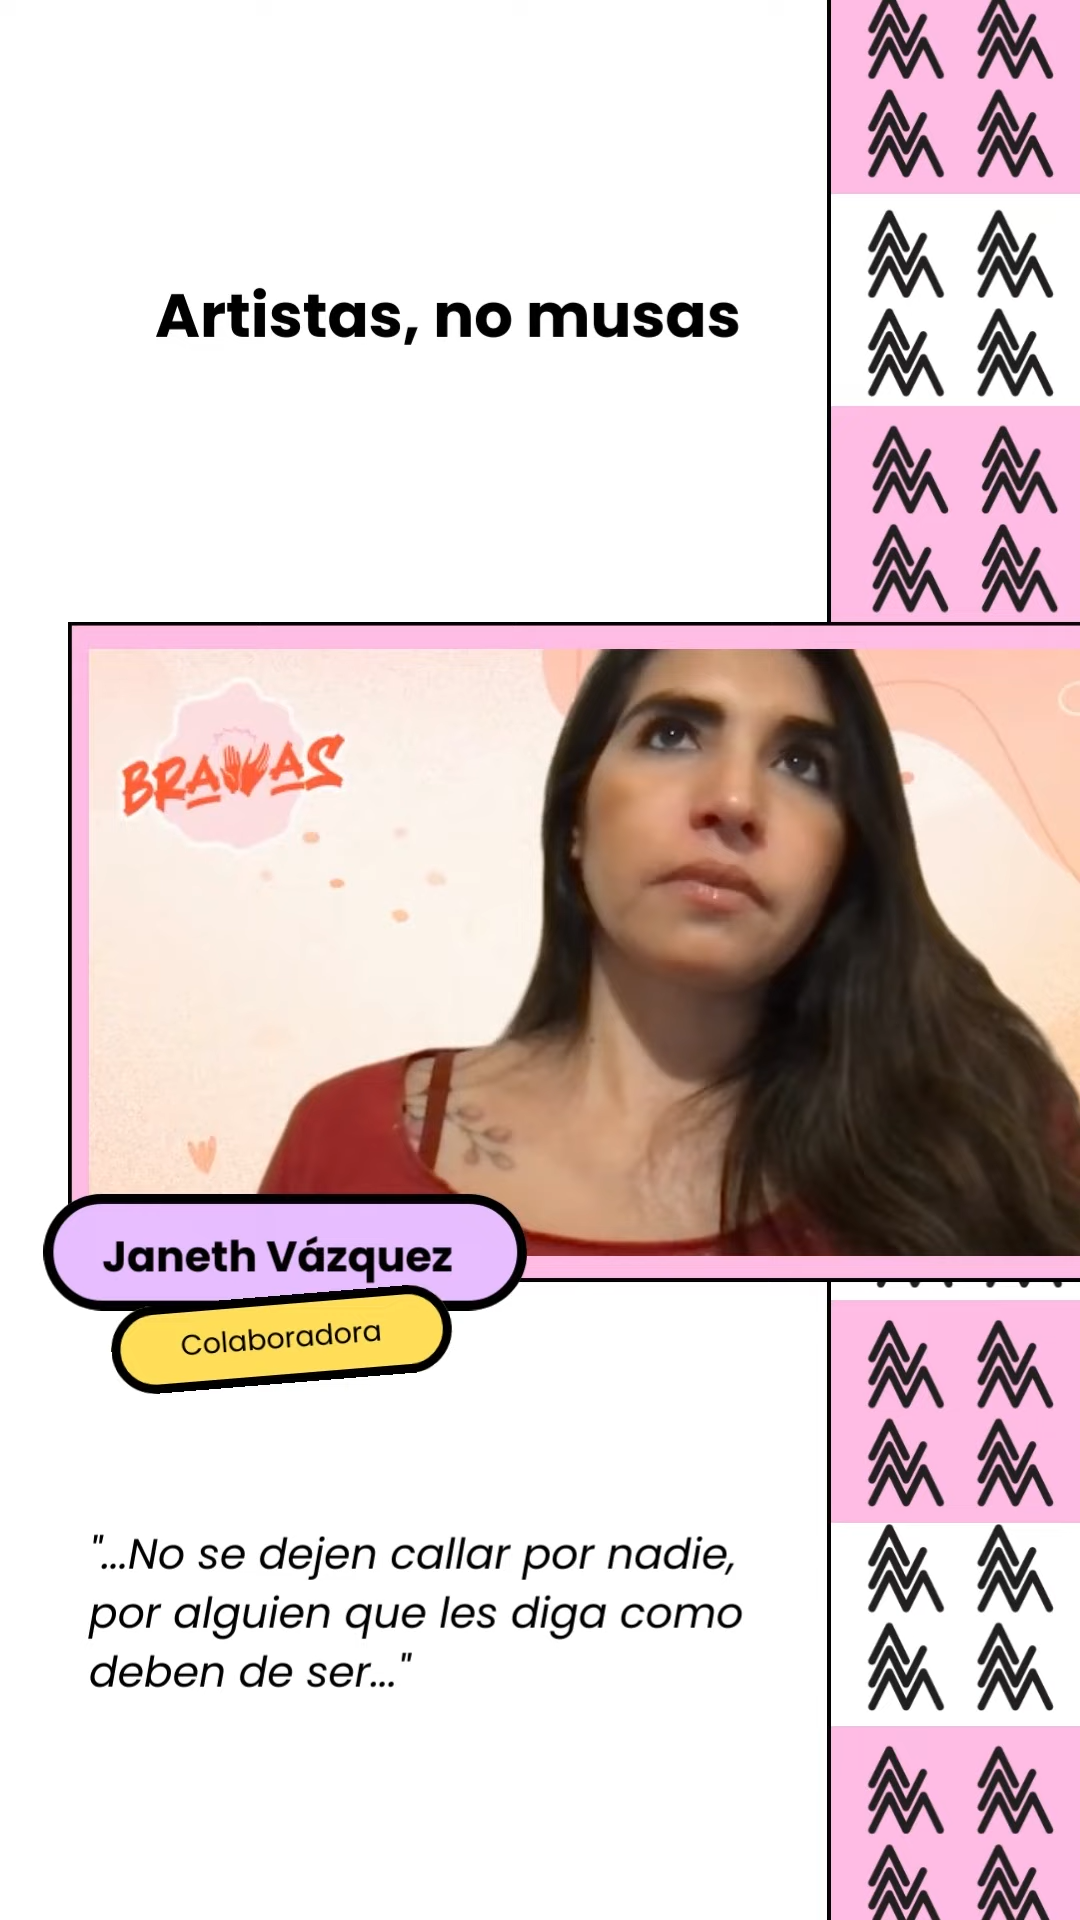 Artistas, no musas
BRAVAS
Janeth Vázquez
Colaboradora
"...No se dejen callar por nadie,
por alguien que les diga como
deben de ser..."